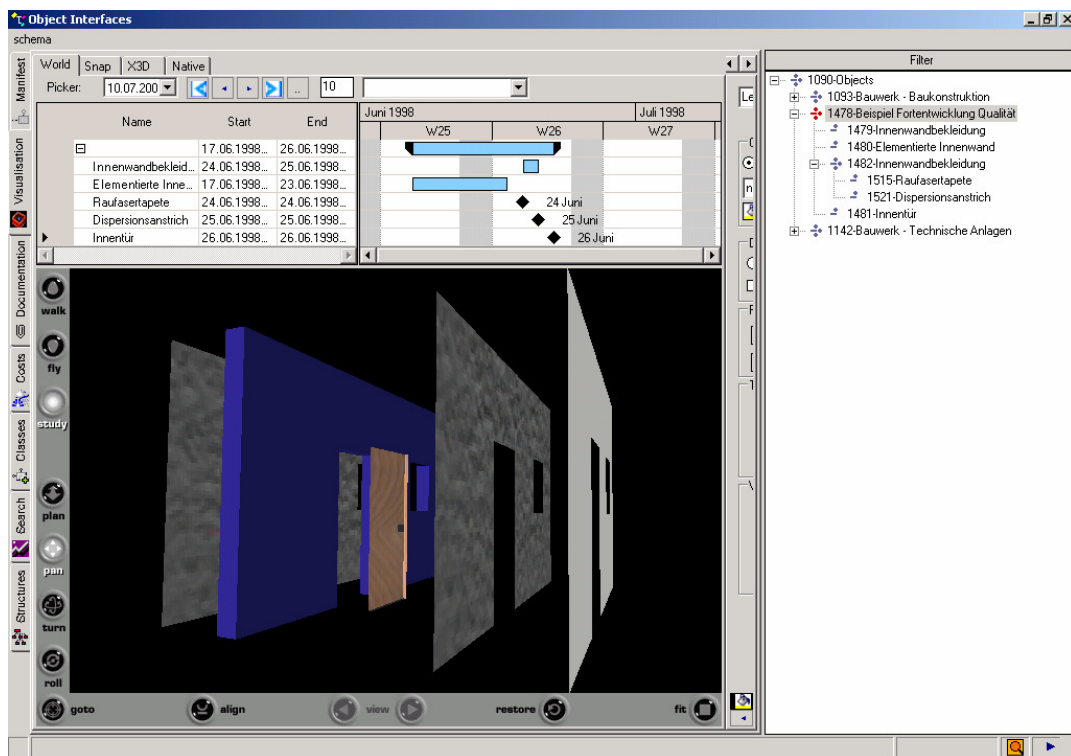 Object Interfaces
schema
Manifest
Visualisation
Documentation
Costs
Classes
Search
Structures
World Snap X3D Native
Picker: 10.07.200 .. 10
Name Start End
17.06.1998... 26.06.1998...
Innenwandbekleid... 24.06.1998... 25.06.1998...
Elementierte Inne... 17.06.1998... 23.06.1998...
Raufasertapete 24.06.1998... 24.06.1998...
Dispersionsanstrich 25.06.1998... 25.06.1998...
Innentür 26.06.1998... 26.06.1998...
Juni 1998 Juli 1998
W25 W26 W27
24 Juni
25 Juni
26 Juni
walk
fly
study
plan
pan
turn
roll
goto align view restore fit
Le
Filter
1090-Objects
1093-Bauwerk - Baukonstruktion
1478-Beispiel Fortentwicklung Qualität
1479-Innenwandbekleidung
1480-Elementierte Innenwand
1482-Innenwandbekleidung
1515-Raufasertapete
1521-Dispersionsanstrich
1481-Innentür
1142-Bauwerk - Technische Anlagen